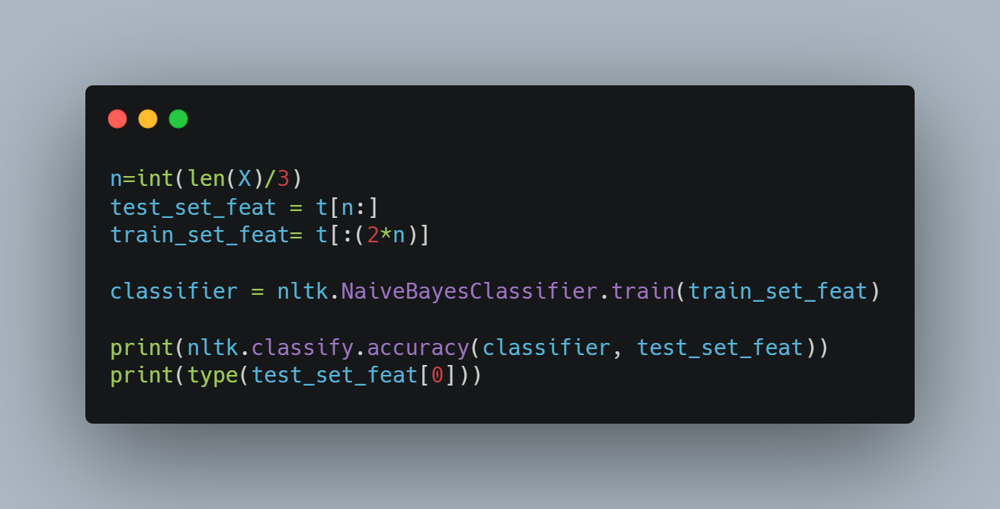 n=int(len(X)/3)
test_set_feat = t[n:]
train_set_feat= t[:(2*n)]
classifier = nltk.NaiveBayesClassifier.train(train_set_feat)
print(nltk.classify.accuracy(classifier, test_set_feat))
print(type(test_set_feat[0]))